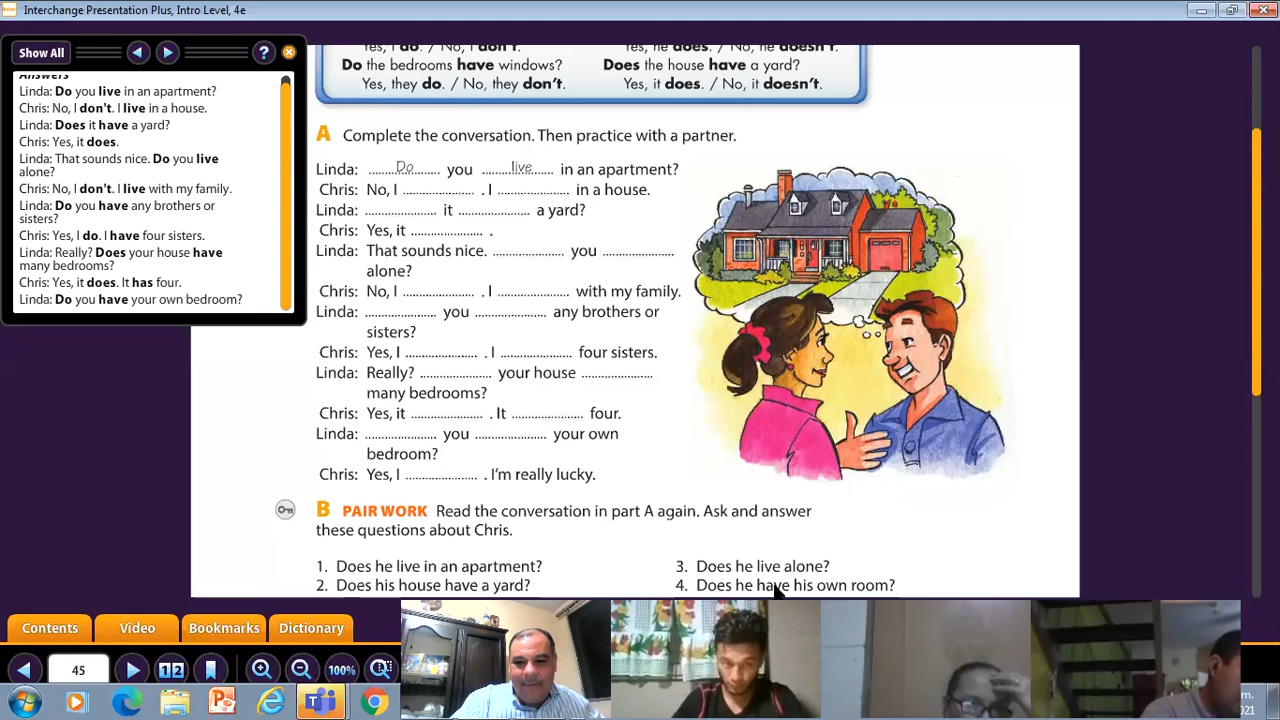 Interchange Presentation Plus, Intro Level, 4e
Show All
?
Answers
Linda: Do you live in an apartment?
Chris: No, I don't. I live in a house.
Linda: Does it have a yard?
Chris: Yes, it does.
Linda: That sounds nice. Do you live
alone?
Chris: No, I don't. I live with my family.
Linda: Do you have any brothers or
sisters?
Chris: Yes, I do. I have four sisters.
Linda: Really? Does your house have
many bedrooms?
Chris: Yes, it does. It has four.
Linda: Do you have your own bedroom?
Yes, I do. / No, I don't. Yes, he does. / No, he doesn't.
Do the bedrooms have windows? Does the house have a yard?
Yes, they do. / No, they don't. Yes, it does. / No, it doesn't.
A Complete the conversation. Then practice with a partner.
Linda: ......Do...... you ......live...... in an apartment?
Chris: No, I .................. . I .................. in a house.
Linda: .................. it .................. a yard?
Chris: Yes, it .................. .
Linda: That sounds nice. .................. you ..................
alone?
Chris: No, I .................. . I .................. with my family.
Linda: .................. you .................. any brothers or
sisters?
Chris: Yes, I .................. . I .................. four sisters.
Linda: Really? .................. your house ..................
many bedrooms?
Chris: Yes, it .................. . It .................. four.
Linda: .................. you .................. your own
bedroom?
Chris: Yes, I .................. . I'm really lucky.
B PAIR WORK Read the conversation in part A again. Ask and answer
these questions about Chris.
1. Does he live in an apartment? 3. Does he live alone?
2. Does his house have a yard? 4. Does he have his own room?
Contents Video Bookmarks Dictionary
45 12 100%